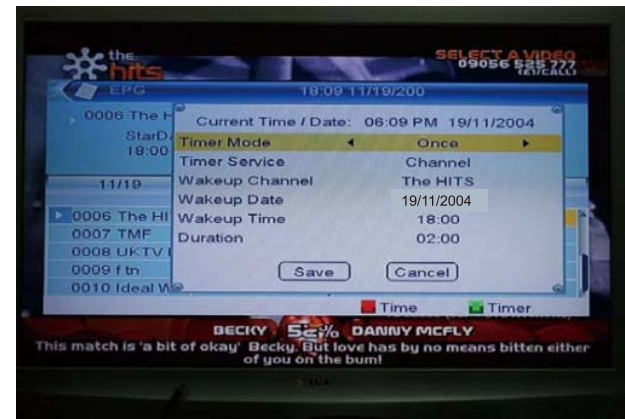 the hits
SELECT A VIDEO
09056 525 777
EPG 18:09 11/19/200
0006 The H
StarD
18:00
Current Time / Date: 06:09 PM 19/11/2004
Timer Mode Once
Timer Service Channel
Wakeup Channel The HITS
Wakeup Date 19/11/2004
Wakeup Time 18:00
Duration 02:00
Save Cancel
11/19
0006 The HI
0007 TMF
0008 UKTV
0009 f tn
0010 Ideal W
Time Timer
BECKY 52% DANNY MCFLY
This match is 'a bit of okay' Becky. But love has by no means bitten either
of you on the bum!